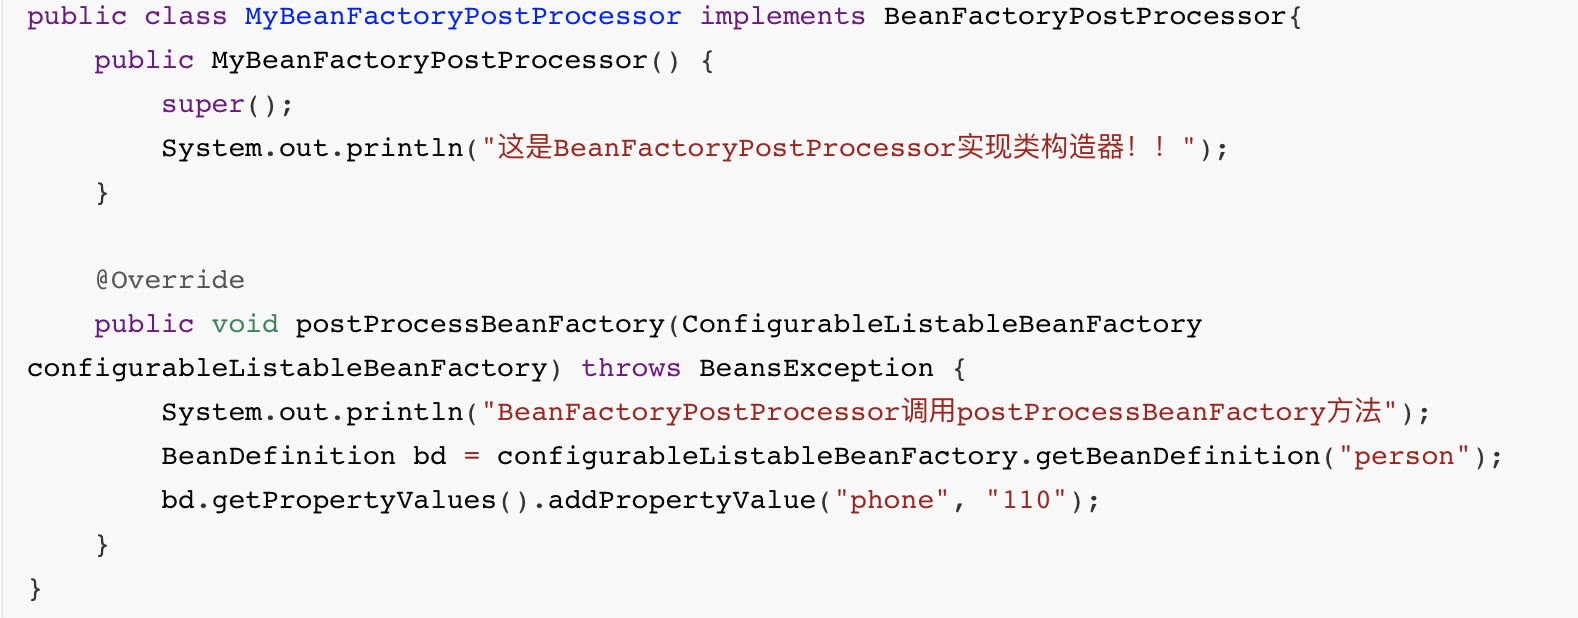 public class MyBeanFactoryPostProcessor implements BeanFactoryPostProcessor{
    public MyBeanFactoryPostProcessor() {
        super();
        System.out.println("这是BeanFactoryPostProcessor实现类构造器！！");
    }

    @Override
    public void postProcessBeanFactory(ConfigurableListableBeanFactory
configurableListableBeanFactory) throws BeansException {
        System.out.println("BeanFactoryPostProcessor调用postProcessBeanFactory方法");
        BeanDefinition bd = configurableListableBeanFactory.getBeanDefinition("person");
        bd.getPropertyValues().addPropertyValue("phone", "110");
    }
}